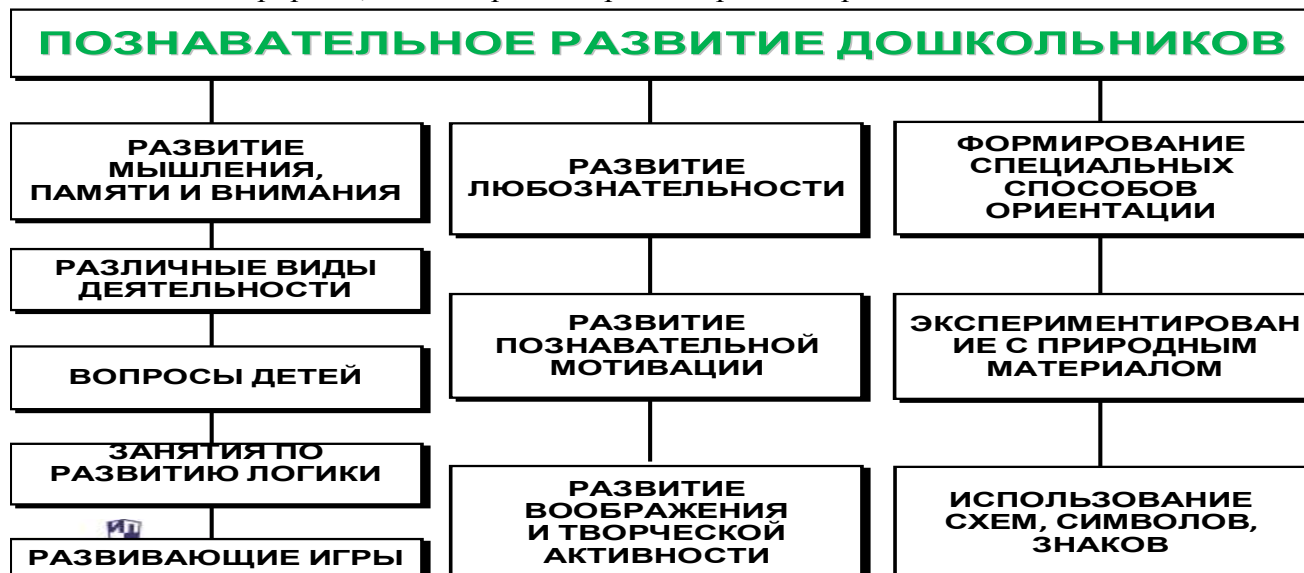 ПОЗНАВАТЕЛЬНОЕ РАЗВИТИЕ ДОШКОЛЬНИКОВ
РАЗВИТИЕ
МЫШЛЕНИЯ,
ПАМЯТИ И ВНИМАНИЯ
РАЗЛИЧНЫЕ ВИДЫ
ДЕЯТЕЛЬНОСТИ
ВОПРОСЫ ДЕТЕЙ
ЗАНЯТИЯ ПО
РАЗВИТИЮ ЛОГИКИ
РАЗВИВАЮЩИЕ ИГРЫ
РАЗВИТИЕ
ЛЮБОЗНАТЕЛЬНОСТИ
РАЗВИТИЕ
ПОЗНАВАТЕЛЬНОЙ
МОТИВАЦИИ
РАЗВИТИЕ
ВООБРАЖЕНИЯ
И ТВОРЧЕСКОЙ
АКТИВНОСТИ
ФОРМИРОВАНИЕ
СПЕЦИАЛЬНЫХ
СПОСОБОВ
ОРИЕНТАЦИИ
ЭКСПЕРИМЕНТИРОВАН
ИЕ С ПРИРОДНЫМ
МАТЕРИАЛОМ
ИСПОЛЬЗОВАНИЕ
СХЕМ, СИМВОЛОВ,
ЗНАКОВ